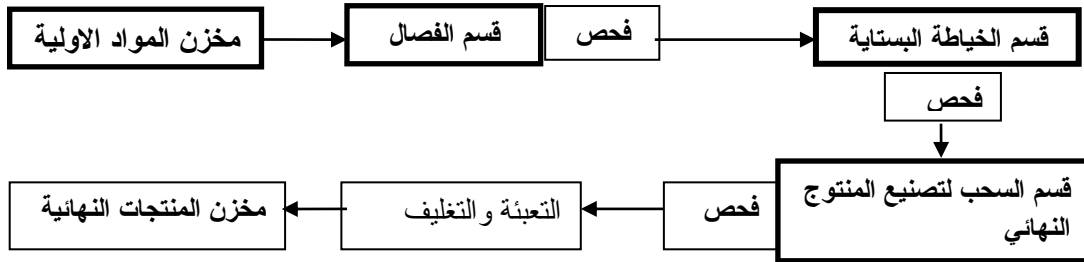 مخزن المواد الاولية
قسم الفصال
فحص
قسم الخياطة البستاية
فحص
قسم السحب لتصنيع المنتوج
النهائي
فحص
التعبئة والتغليف
مخزن المنتجات النهائية